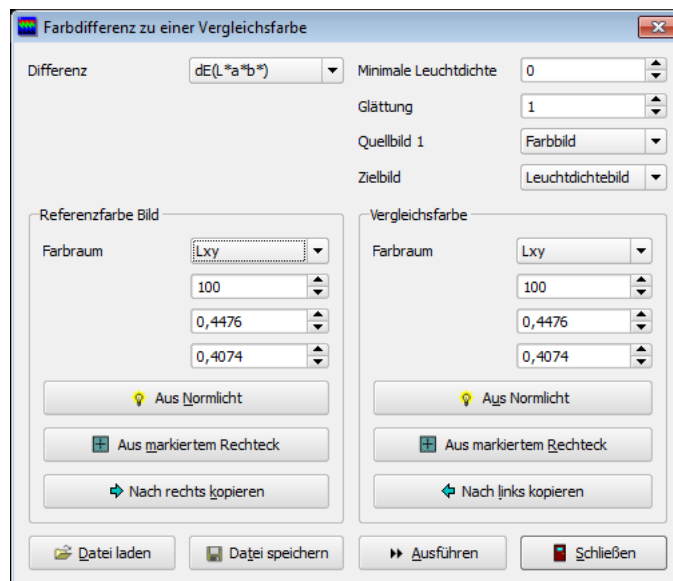 Farbdifferenz zu einer Vergleichsfarbe
Differenz dE(L*a*b*) Minimale Leuchtdichte 0
Glättung 1
Quellbild 1 Farbbild
Zielbild Leuchtdichtebild
Referenzfarbe Bild Vergleichsfarbe
Farbraum Lxy Farbraum Lxy
100 100
0,4476 0,4476
0,4074 0,4074
Aus Normlicht Aus Normlicht
Aus markiertem Rechteck Aus markiertem Rechteck
Nach rechts kopieren Nach links kopieren
Datei laden Datei speichern Ausführen Schließen